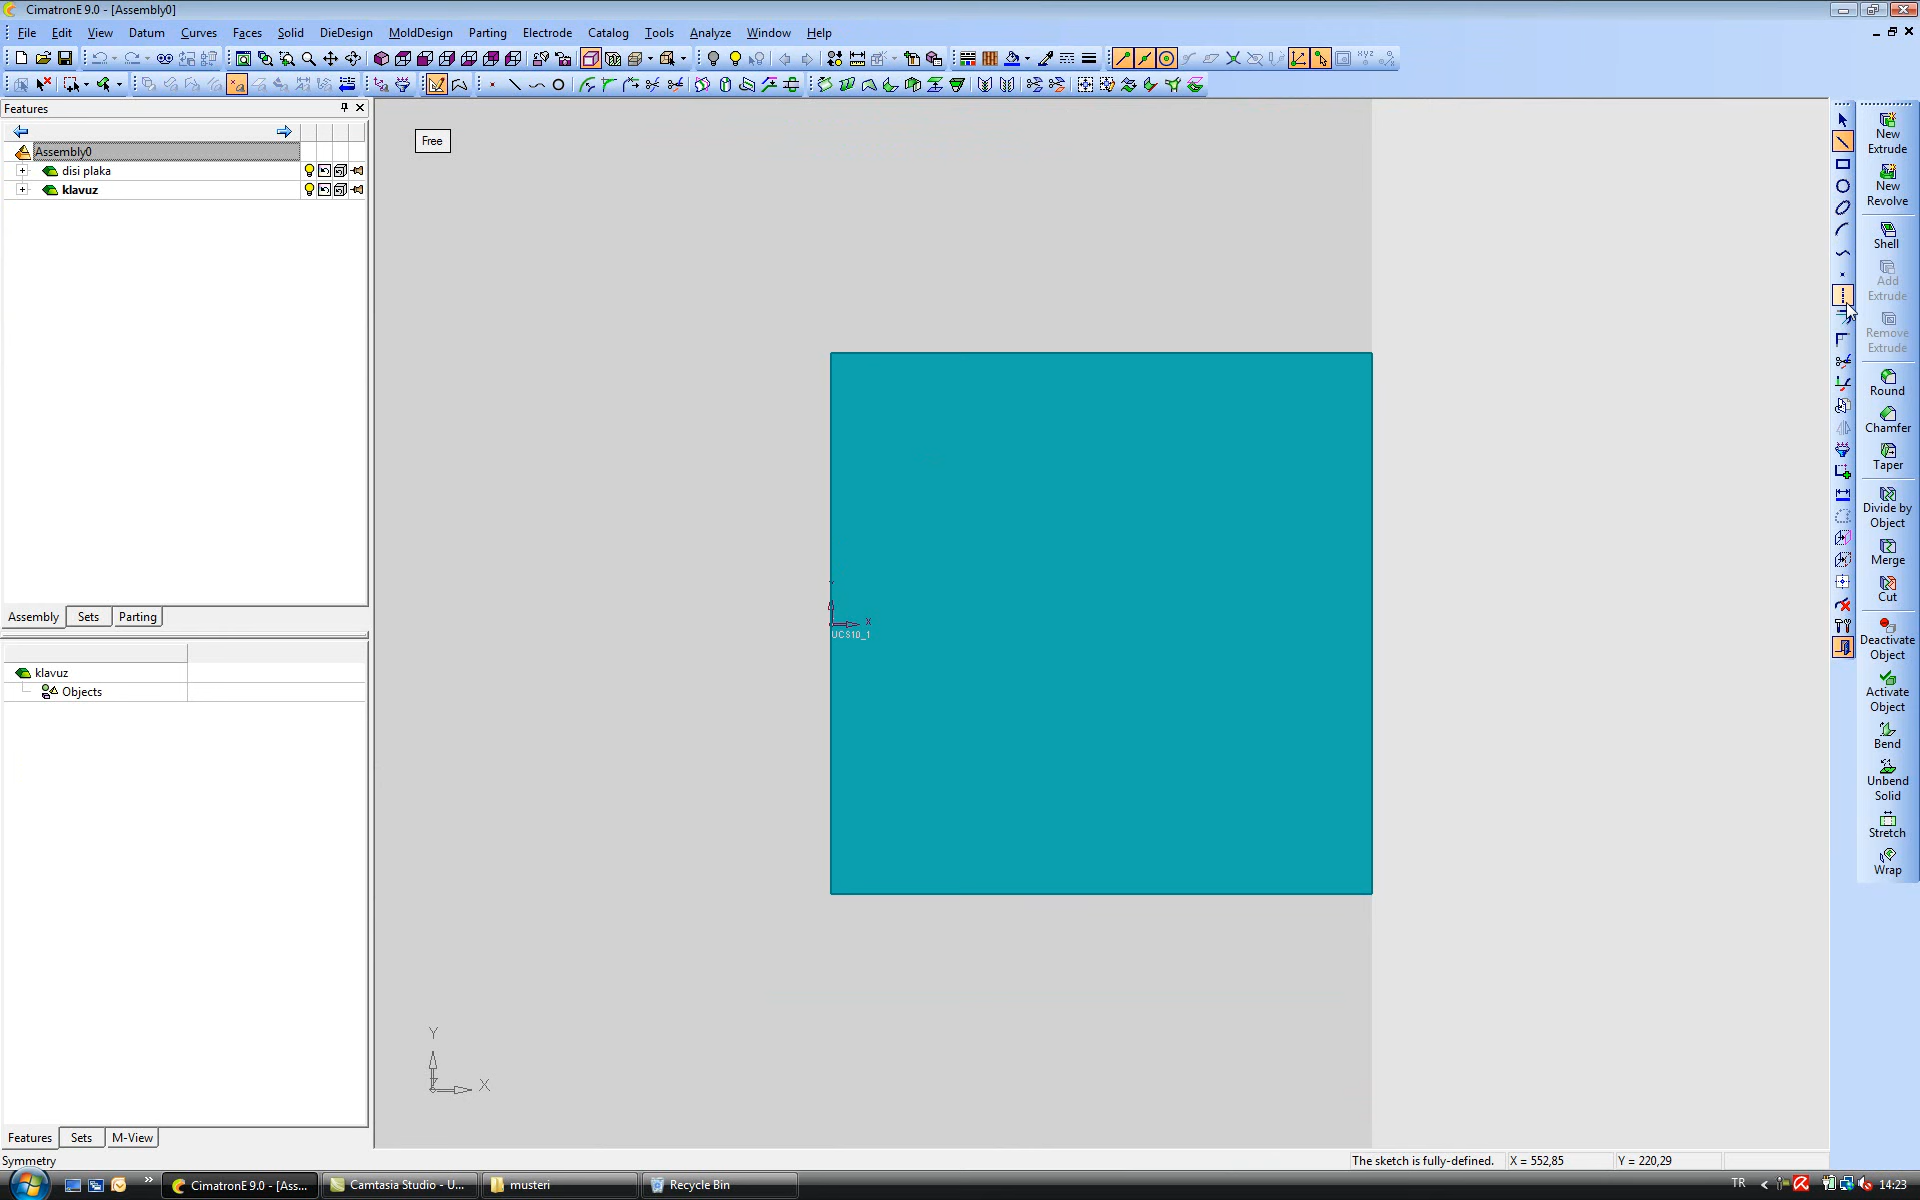 CimatronE 9.0 - [Assembly0]
File Edit View Datum Curves Faces Solid DieDesign MoldDesign Parting Electrode Catalog Tools Analyze Window Help
Features
Assembly0
disi plaka
klavuz
Assembly Sets Parting
klavuz
Objects
Features Sets M-View
Free
Y
X
UCS10_1
Y
X
New Extrude
New Revolve
Shell
Add Extrude
Remove Extrude
Round
Chamfer
Taper
Divide by Object
Merge
Cut
Deactivate Object
Activate Object
Bend
Unbend Solid
Stretch
Wrap
Symmetry
The sketch is fully-defined. X = 552,85 Y = 220,29
CimatronE 9.0 - [Ass... Camtasia Studio - U... musteri Recycle Bin TR 14:23